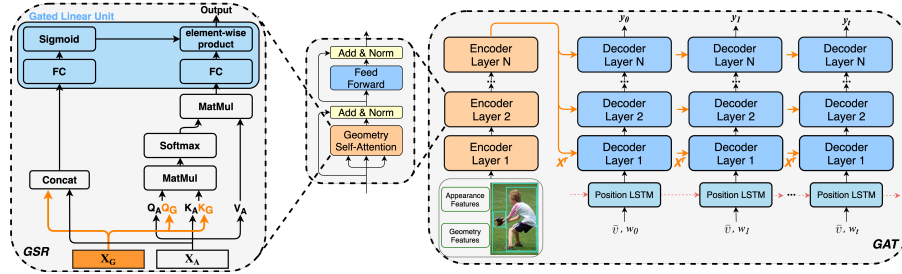 Output
Gated Linear Unit
Sigmoid
element-wise
product
FC
FC
MatMul
Softmax
Concat
MatMul
QA QG KA KG VA
GSR
XG
XA
Add & Norm
Feed
Forward
Add & Norm
Geometry
Self-Attention
Encoder
Layer N
...
Encoder
Layer 2
Encoder
Layer 1
Appearance
Features
Geometry
Features
y0 y1 yt
Decoder
Layer N
Decoder
Layer N
Decoder
Layer N
... ... ...
Decoder
Layer 2
Decoder
Layer 2
Decoder
Layer 2
Decoder
Layer 1
Decoder
Layer 1
Decoder
Layer 1
Xr Xr Xr
Position LSTM Position LSTM ... Position LSTM
v̄, w0 v̄, w1 v̄, wt
GAT